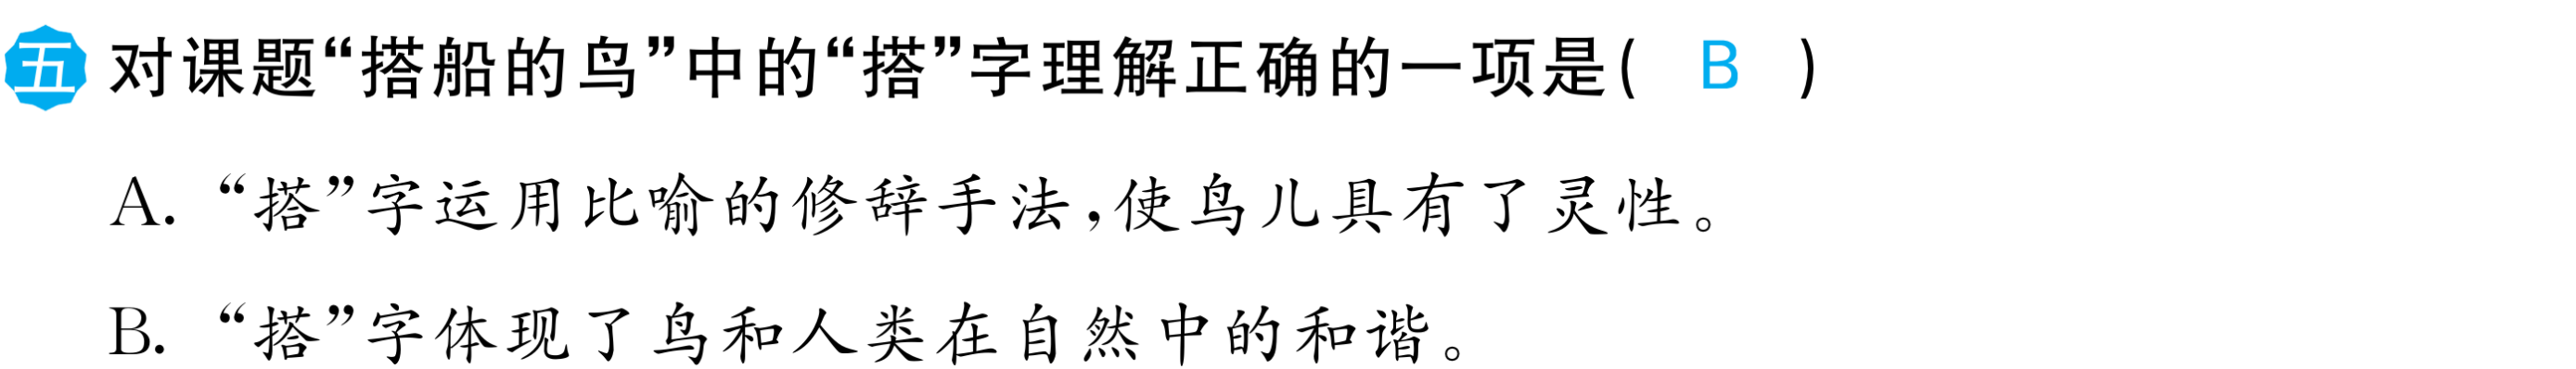 五 对课题“搭船的鸟”中的“搭”字理解正确的一项是( B )
A. “搭”字运用比喻的修辞手法,使鸟儿具有了灵性。
B. “搭”字体现了鸟和人类在自然中的和谐。